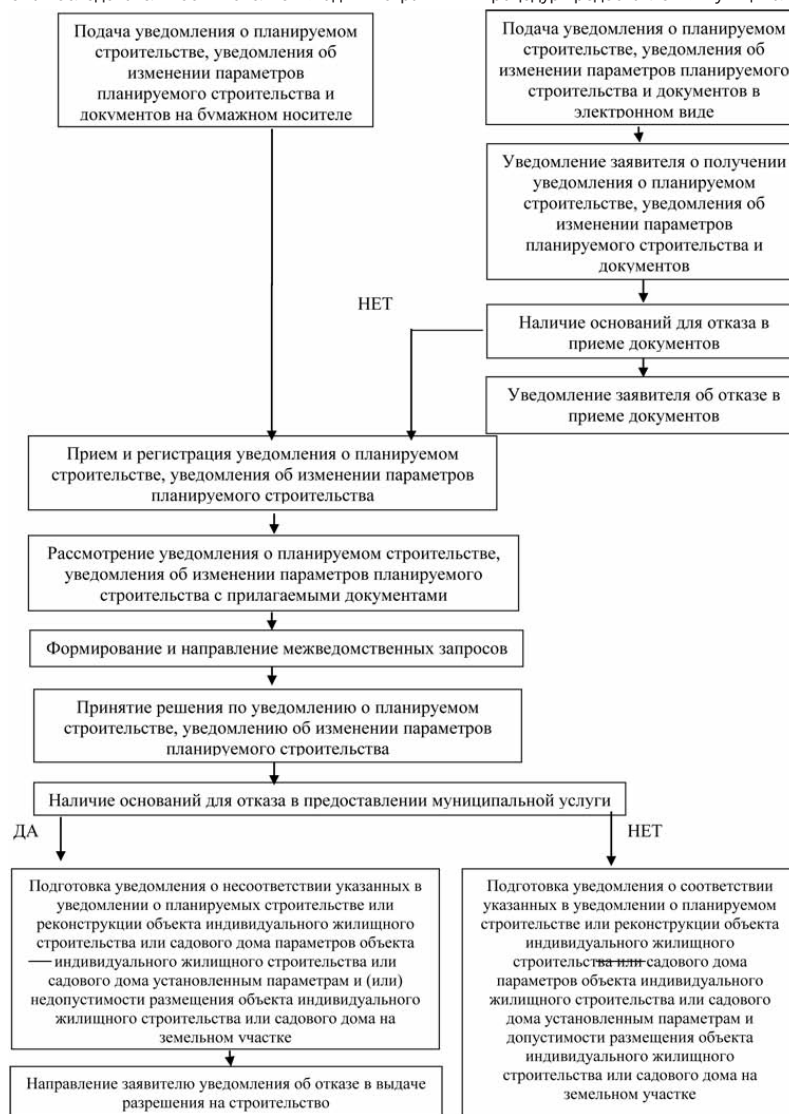 Подача уведомления о планируемом
строительстве, уведомления об
изменении параметров
планируемого строительства и
документов на бумажном носителе
Подача уведомления о планируемом
строительстве, уведомления об
изменении параметров планируемого
строительства и документов в
электронном виде
Уведомление заявителя о получении
уведомления о планируемом
строительстве, уведомления об
изменении параметров
планируемого строительства и
документов
НЕТ
Наличие оснований для отказа в
приеме документов
Уведомление заявителя об отказе в
приеме документов
Прием и регистрация уведомления о планируемом
строительстве, уведомления об изменении параметров
планируемого строительства
Рассмотрение уведомления о планируемом строительстве,
уведомления об изменении параметров планируемого
строительства с прилагаемыми документами
Формирование и направление межведомственных запросов
Принятие решения по уведомлению о планируемом
строительстве, уведомлению об изменении параметров
планируемого строительства
Наличие оснований для отказа в предоставлении муниципальной услуги
ДА
НЕТ
Подготовка уведомления о несоответствии указанных в
уведомлении о планируемых строительстве или
реконструкции объекта индивидуального жилищного
строительства или садового дома параметров объекта
индивидуального жилищного строительства или
садового дома установленным параметрам и (или)
недопустимости размещения объекта индивидуального
жилищного строительства или садового дома на
земельном участке
Подготовка уведомления о соответствии
указанных в уведомлении о планируемом
строительстве или реконструкции объекта
индивидуального жилищного
строительства или садового дома
параметров объекта индивидуального
жилищного строительства или садового
дома установленным параметрам и
допустимости размещения объекта
индивидуального жилищного
строительства или садового дома на
земельном участке
Направление заявителю уведомления об отказе в выдаче
разрешения на строительство